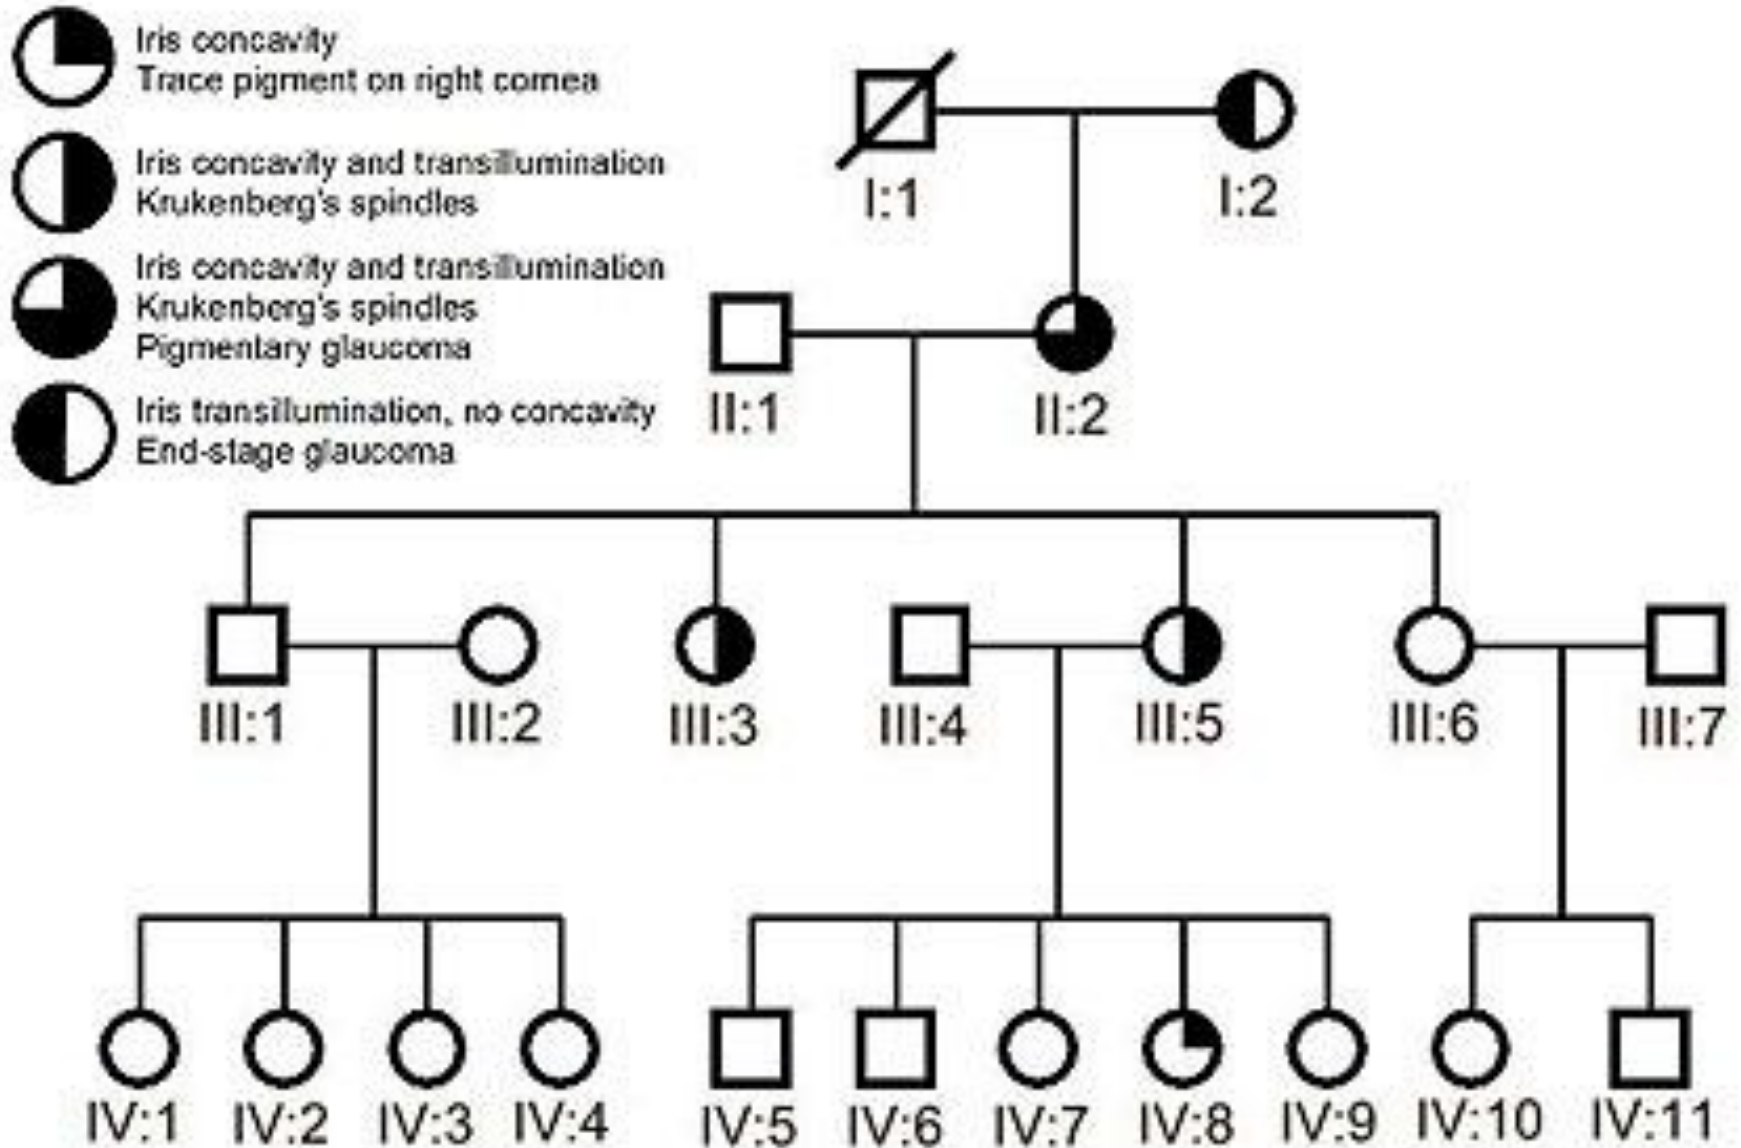 Iris concavity
Trace pigment on right cornea
Iris concavity and transillumination
Krukenberg's spindles
Iris concavity and transillumination
Krukenberg's spindles
Pigmentary glaucoma
Iris transillumination, no concavity
End-stage glaucoma
I:1 I:2
II:1 II:2
III:1 III:2 III:3 III:4 III:5 III:6 III:7
IV:1 IV:2 IV:3 IV:4 IV:5 IV:6 IV:7 IV:8 IV:9 IV:10 IV:11